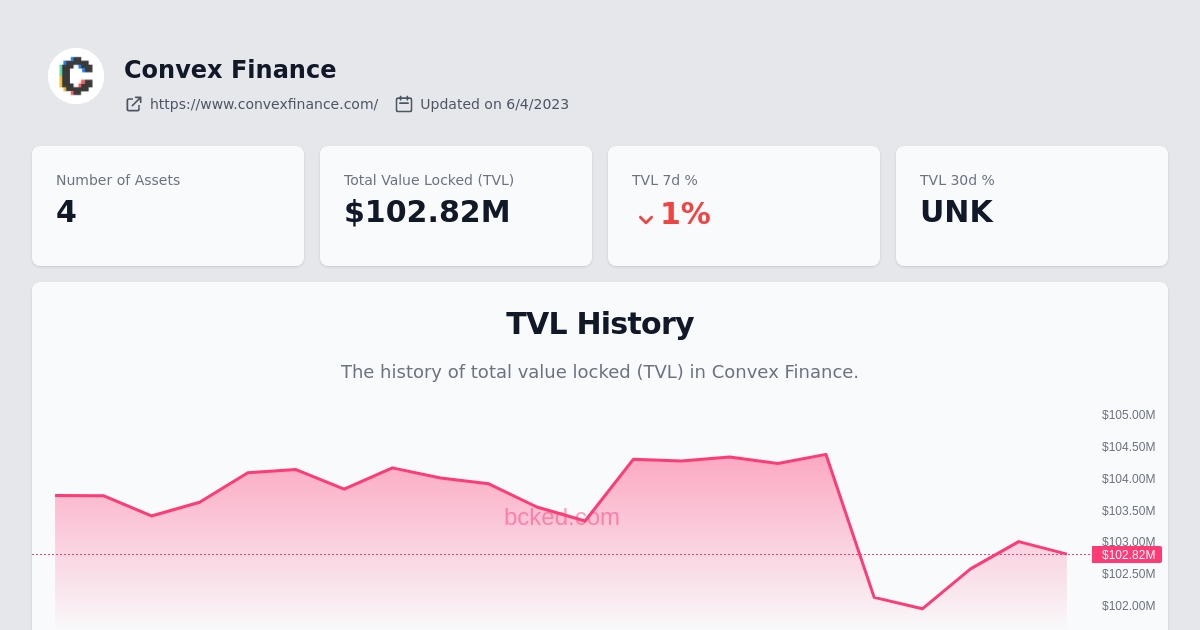 Convex Finance
https://www.convexfinance.com/ Updated on 6/4/2023
Number of Assets
4
Total Value Locked (TVL)
$102.82M
TVL 7d %
1%
TVL 30d %
UNK
TVL History
The history of total value locked (TVL) in Convex Finance.
$105.00M
$104.50M
$104.00M
$103.50M
bcked.com
$103.00M
$102.82M
$102.50M
$102.00M